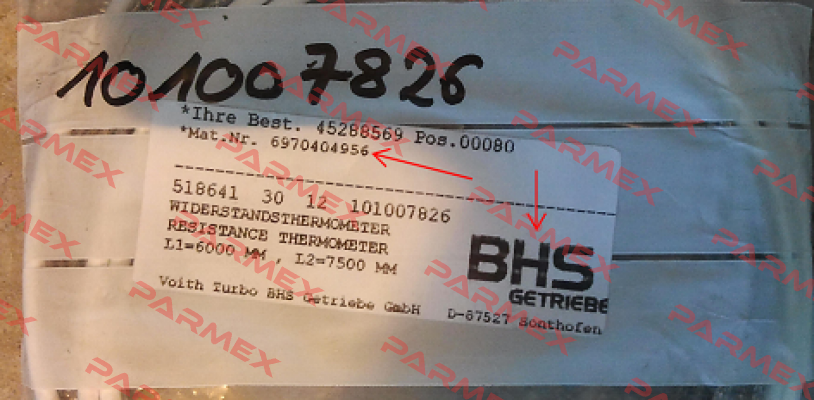 101007826
*Ihre Best. 45288569 Pos.00080
*Mat.Nr. 6970404956
518641 30 12 101007826
WIDERSTANDSTHERMOMETER
RESISTANCE THERMOMETER
L1=6000 MM , L2=7500 MM
BHS
GETRIEBE
Voith Turbo BHS Getriebe GmbH D-87527 Sonthofen
PARMEX